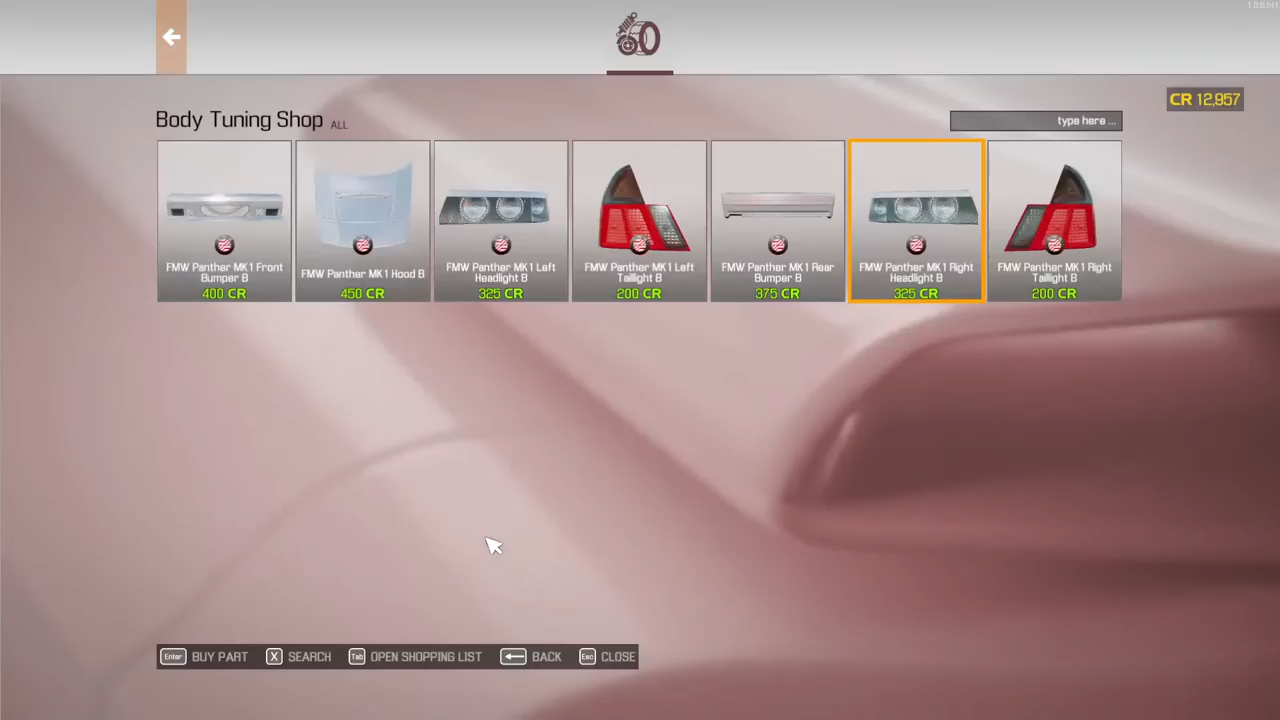 CR 12,957
Body Tuning Shop ALL
type here ...
FMW Panther MK1 Front
Bumper B
400 CR
FMW Panther MK1 Hood B
450 CR
FMW Panther MK1 Left
Headlight B
325 CR
FMW Panther MK1 Left
Taillight B
200 CR
FMW Panther MK1 Rear
Bumper B
375 CR
FMW Panther MK1 Right
Headlight B
325 CR
FMW Panther MK1 Right
Taillight B
200 CR
Enter BUY PART X SEARCH Tab OPEN SHOPPING LIST BACK Esc CLOSE